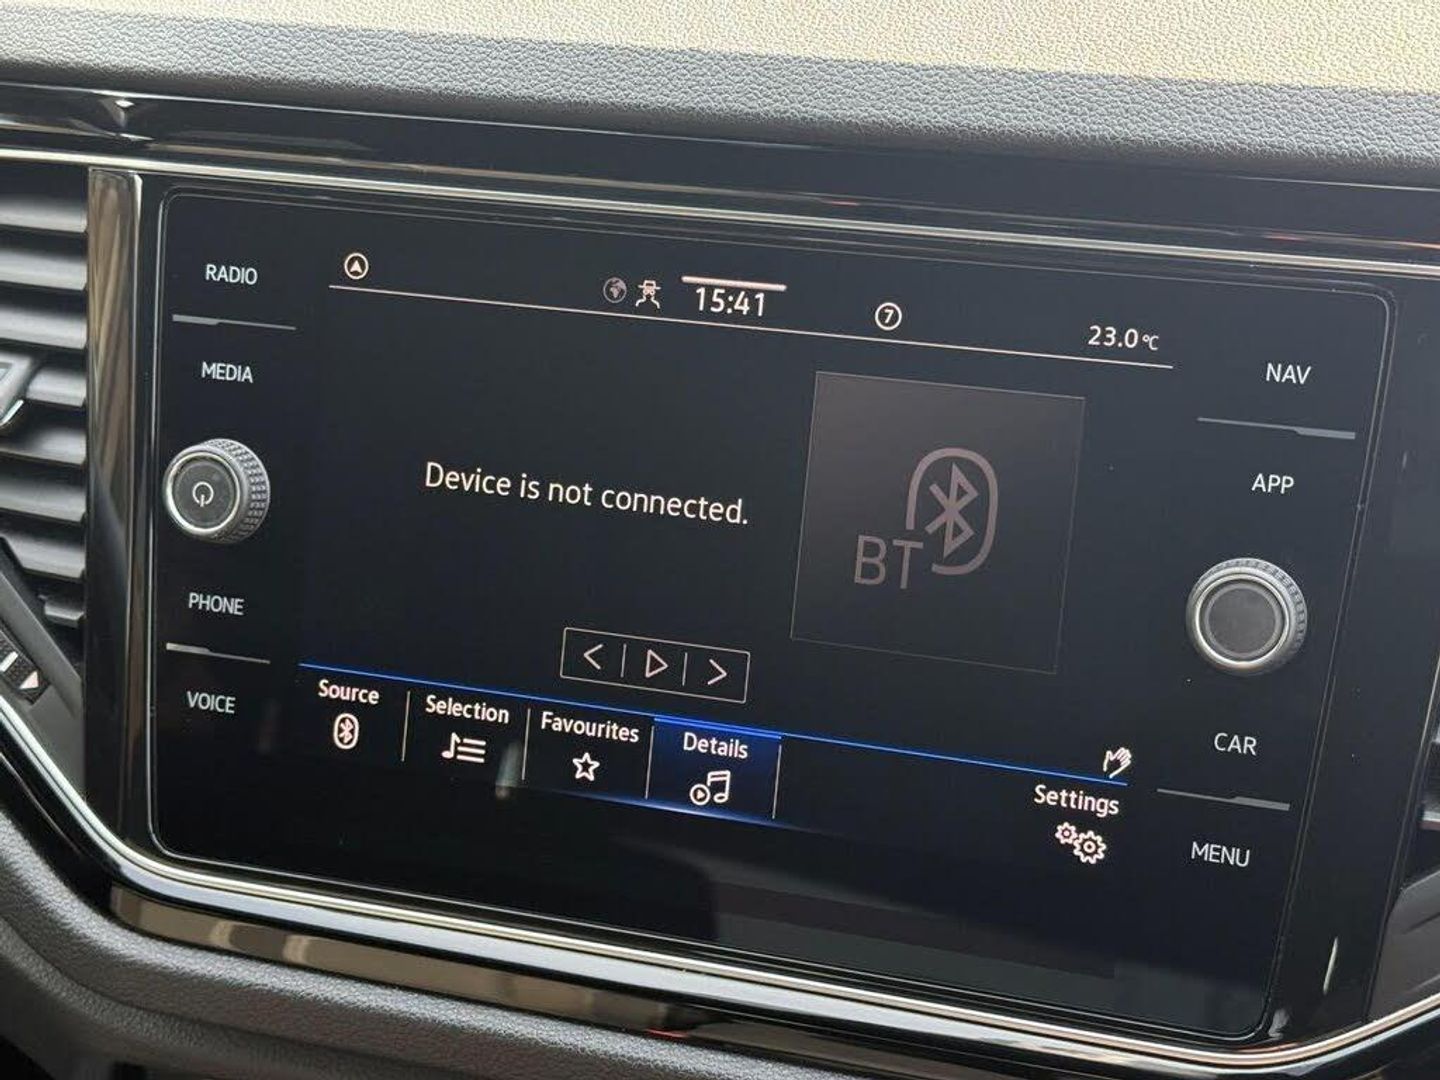 RADIO
MEDIA
PHONE
VOICE
15:41
7
23.0°C
Device is not connected.
BT
Source
Selection
Favourites
Details
Settings
NAV
APP
CAR
MENU